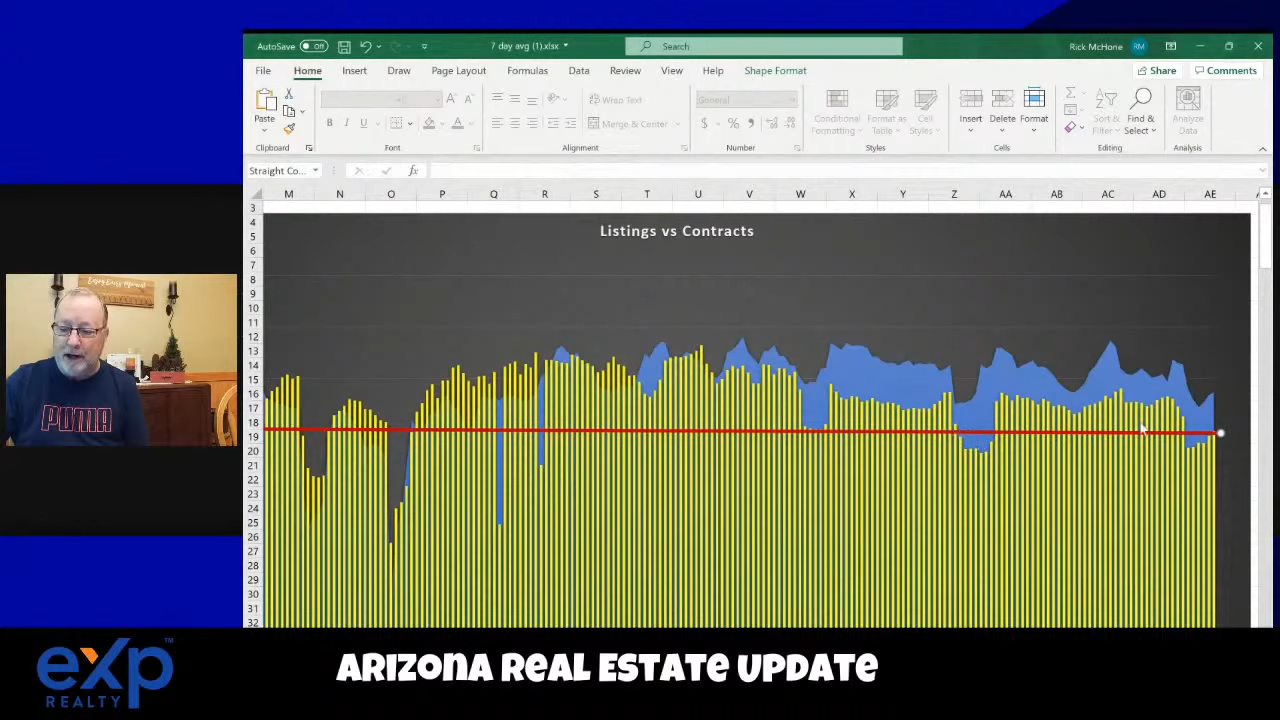 AutoSave Off
7 day avg (1).xlsx
Search
Rick McHone RM
File Home Insert Draw Page Layout Formulas Data Review View Help Shape Format
Share Comments
Paste
B I U
A A
Wrap Text
Merge & Center
General
$ %
Conditional Formatting
Format as Table
Cell Styles
Insert Delete Format
Sort & Filter
Find & Select
Analyze Data
Clipboard Font Alignment Number Styles Cells Editing Analysis
Straight Co...
fx
M N O P Q R S T U V W X Y Z AA AB AC AD AE
3
4
5
6
7
8
9
10
11
12
13
14
15
16
17
18
19
20
21
22
23
24
25
26
27
28
29
30
31
32
Listings vs Contracts
PUMA
eXp
REALTY
™
Arizona Real Estate Update